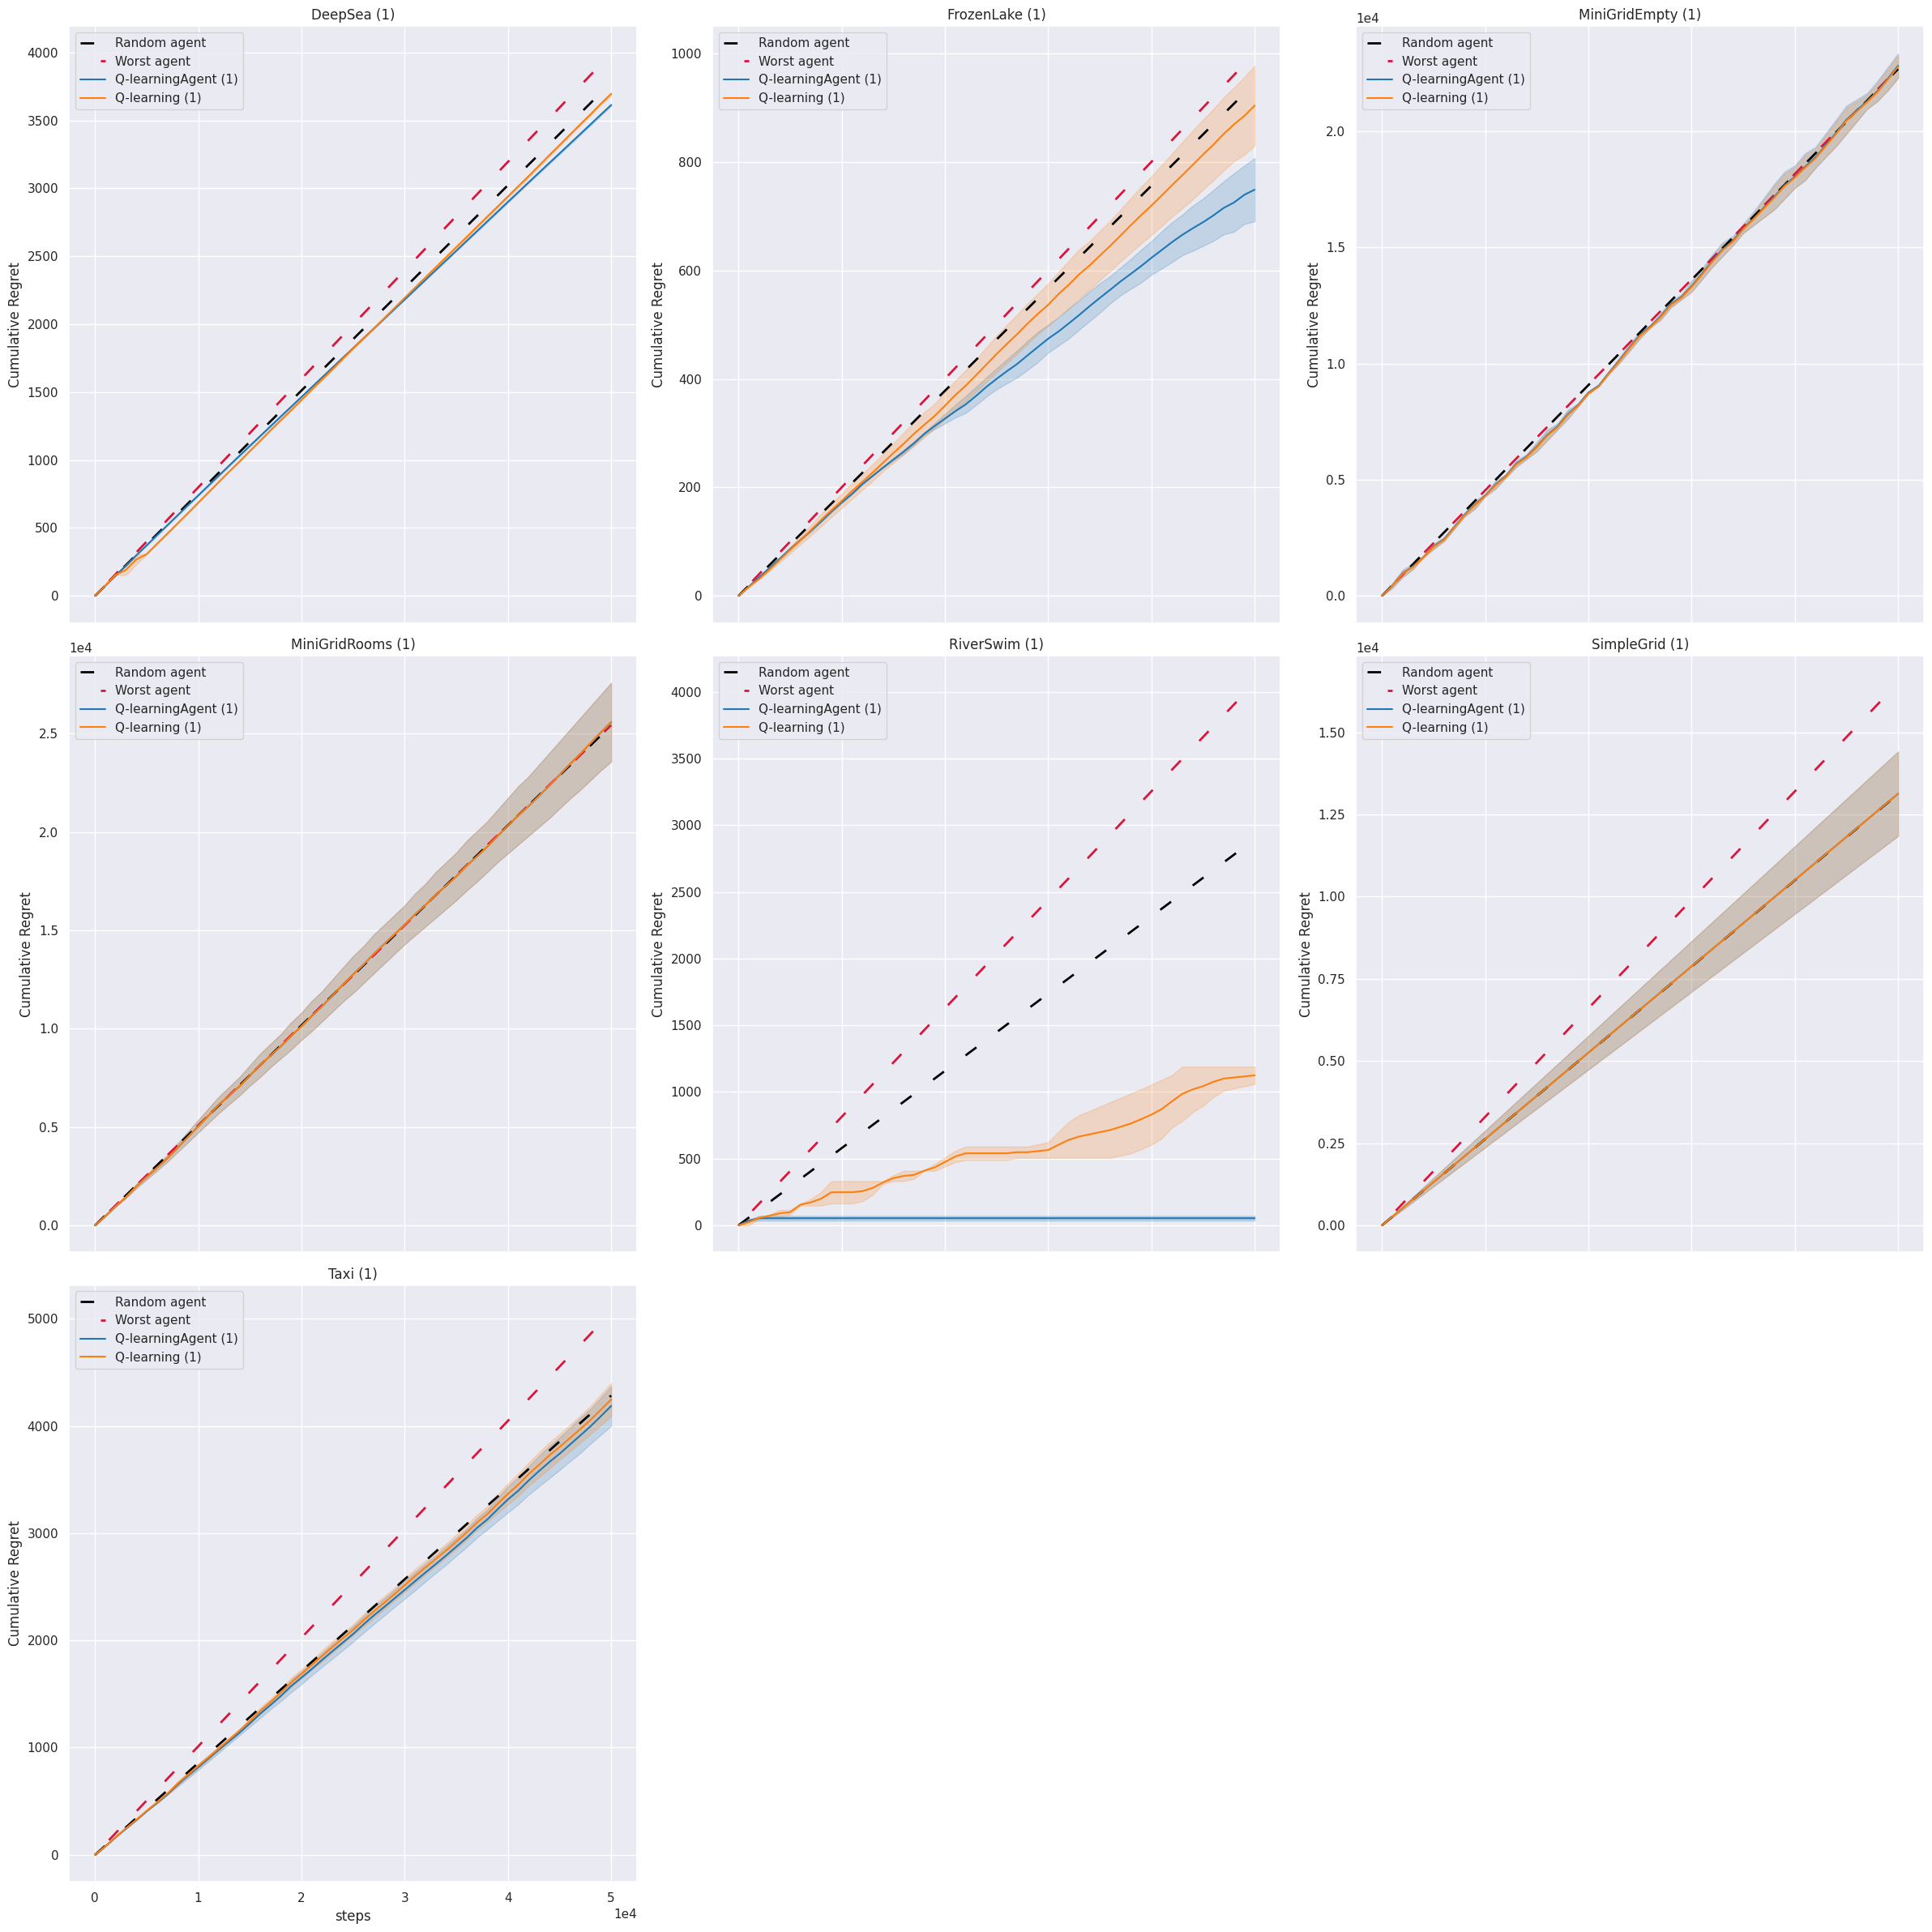 DeepSea (1)
Random agent
Worst agent
Q-learningAgent (1)
Q-learning (1)
4000
3500
3000
2500
2000
1500
1000
500
0
Cumulative Regret
FrozenLake (1)
Random agent
Worst agent
Q-learningAgent (1)
Q-learning (1)
1000
800
600
400
200
0
Cumulative Regret
MiniGridEmpty (1)
1e4
Random agent
Worst agent
Q-learningAgent (1)
Q-learning (1)
2.0
1.5
1.0
0.5
0.0
Cumulative Regret
MiniGridRooms (1)
1e4
Random agent
Worst agent
Q-learningAgent (1)
Q-learning (1)
2.5
2.0
1.5
1.0
0.5
0.0
Cumulative Regret
RiverSwim (1)
Random agent
Worst agent
Q-learningAgent (1)
Q-learning (1)
4000
3500
3000
2500
2000
1500
1000
500
0
Cumulative Regret
SimpleGrid (1)
1e4
Random agent
Worst agent
Q-learningAgent (1)
Q-learning (1)
1.50
1.25
1.00
0.75
0.50
0.25
0.00
Cumulative Regret
Taxi (1)
Random agent
Worst agent
Q-learningAgent (1)
Q-learning (1)
5000
4000
3000
2000
1000
0
Cumulative Regret
0 1 2 3 4 5
steps
1e4